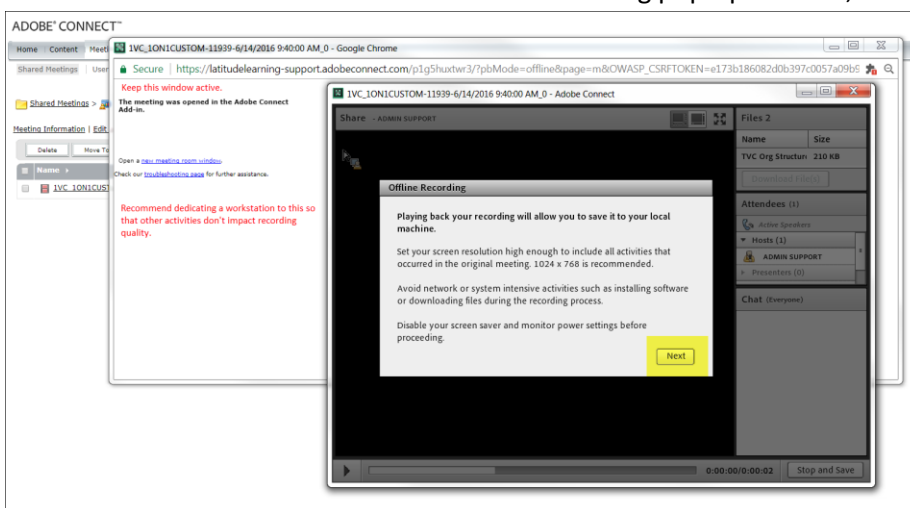 ADOBE® CONNECT™
Home Content Meeti
Shared Meetings User
Shared Meetings >
Meeting Information | Edit
Delete Move To
Name
1VC_1ON1CUST
1VC_1ON1CUSTOM-11939-6/14/2016 9:40:00 AM_0 - Google Chrome
Secure https://latitudelearning-support.adobeconnect.com/p1g5huxtwr3/?pbMode=offline&page=m&OWASP_CSRFTOKEN=e173b186082d0b397c0057a09b9
Keep this window active.
The meeting was opened in the Adobe Connect
Add-in.
Open a new meeting room window.
Check our troubleshooting page for further assistance.
Recommend dedicating a workstation to this so
that other activities don't impact recording
quality.
1VC_1ON1CUSTOM-11939-6/14/2016 9:40:00 AM_0 - Adobe Connect
Share - ADMIN SUPPORT
Offline Recording
Playing back your recording will allow you to save it to your local
machine.
Set your screen resolution high enough to include all activities that
occurred in the original meeting. 1024 x 768 is recommended.
Avoid network or system intensive activities such as installing software
or downloading files during the recording process.
Disable your screen saver and monitor power settings before
proceeding.
Next
Files 2
Name Size
TVC Org Structun 210 KB
Download File(s)
Attendees (1)
Active Speakers
Hosts (1)
ADMIN SUPPORT
Presenters (0)
Chat (Everyone)
0:00:00/0:00:02 Stop and Save